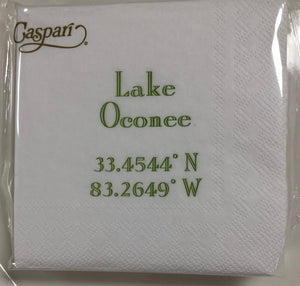 Caspari®
Lake
Oconee
33.4544° N
83.2649° W